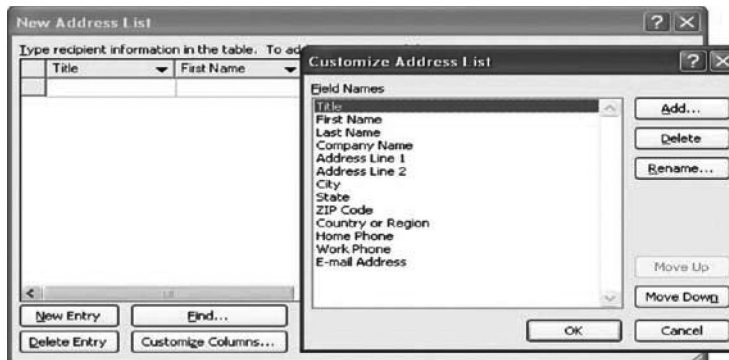 New Address List
Type recipient information in the table. To ad
Title
First Name
New Entry
Find...
Delete Entry
Customize Columns...
Customize Address List
Field Names
Title
First Name
Last Name
Company Name
Address Line 1
Address Line 2
City
State
ZIP Code
Country or Region
Home Phone
Work Phone
E-mail Address
Add...
Delete
Rename...
Move Up
Move Down
OK
Cancel